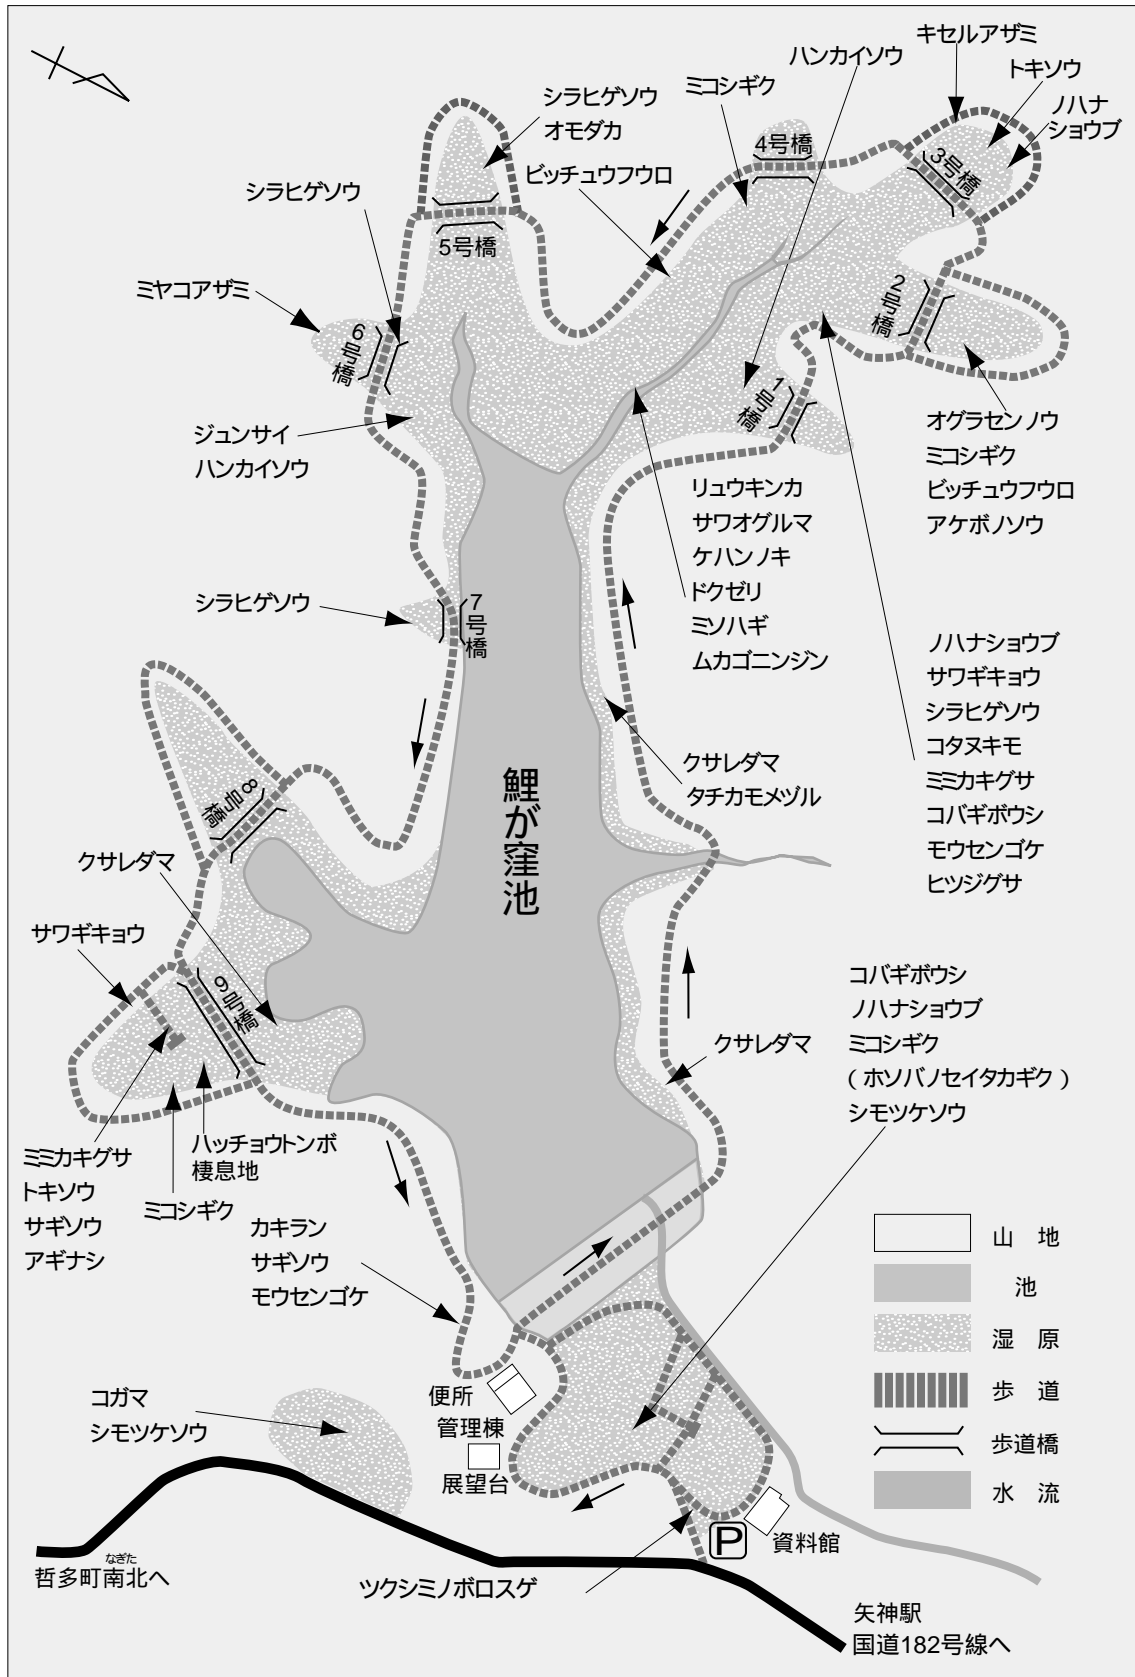 キセルアザミ
ハンカイソウ
トキソウ
ミコシギク
シラヒゲソウ
オモダカ
ノハナ
ショウブ
4号橋
3号橋
ビッチュウフウロ
シラヒゲソウ
5号橋
ミヤコアザミ
6号橋
2号橋
1号橋
オグラセンノウ
ミコシギク
ビッチュウフウロ
アケボノソウ
ジュンサイ
ハンカイソウ
リュウキンカ
サワオグルマ
ケハンノキ
ドクゼリ
ミソハギ
ムカゴニンジン
シラヒゲソウ
7号橋
ノハナショウブ
サワギキョウ
シラヒゲソウ
コタヌキモ
ミミカキグサ
コバギボウシ
モウセンゴケ
ヒツジグサ
クサレダマ
タチカモメヅル
鯉が窪池
8号橋
クサレダマ
サワギキョウ
9号橋
コバギボウシ
ノハナショウブ
ミコシギク
(ホソバノセイタカギク)
シモツケソウ
クサレダマ
ハッチョウトンボ
棲息地
ミミカキグサ
トキソウ
サギソウ
アギナシ
ミコシギク
カキラン
サギソウ
モウセンゴケ
山 地
池
湿 原
歩 道
歩道橋
水 流
便所
管理棟
展望台
コガマ
シモツケソウ
P
資料館
なぎた
哲多町南北へ
ツクシミノボロスゲ
矢神駅
国道182号線へ